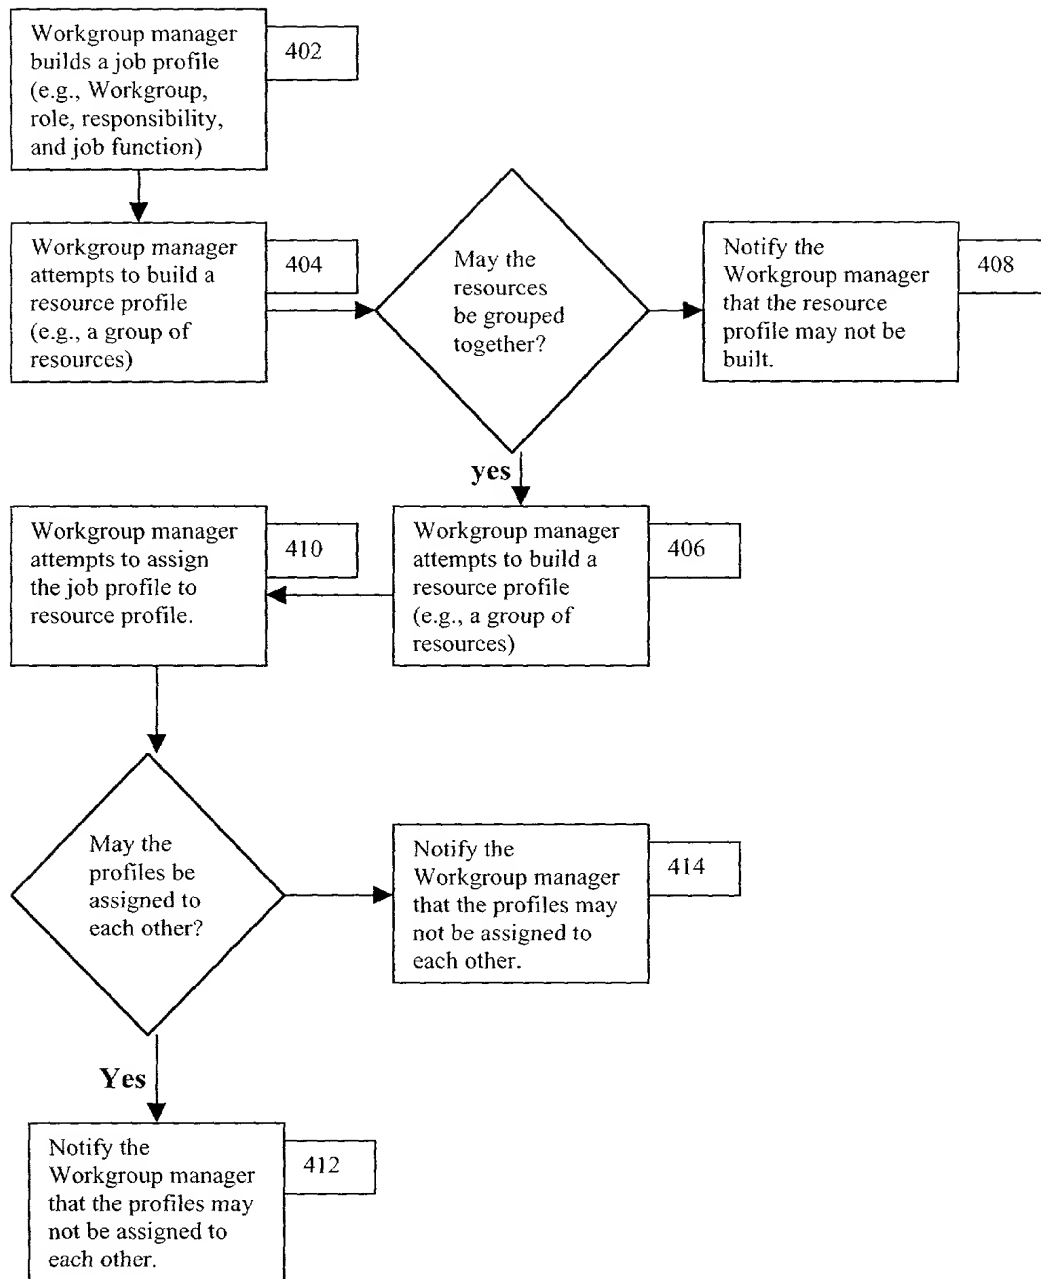 Workgroup manager
builds a job profile
(e.g., Workgroup,
role, responsibility,
and job function)
402
Workgroup manager
attempts to build a
resource profile
(e.g., a group of
resources)
404
May the
resources
be grouped
together?
Notify the
Workgroup manager
that the resource
profile may not be
built.
408
yes
Workgroup manager
attempts to assign
the job profile to
resource profile.
410
Workgroup manager
attempts to build a
resource profile
(e.g., a group of
resources)
406
May the
profiles be
assigned to
each other?
Notify the
Workgroup manager
that the profiles may
not be assigned to
each other.
414
Yes
Notify the
Workgroup manager
that the profiles may
not be assigned to
each other.
412